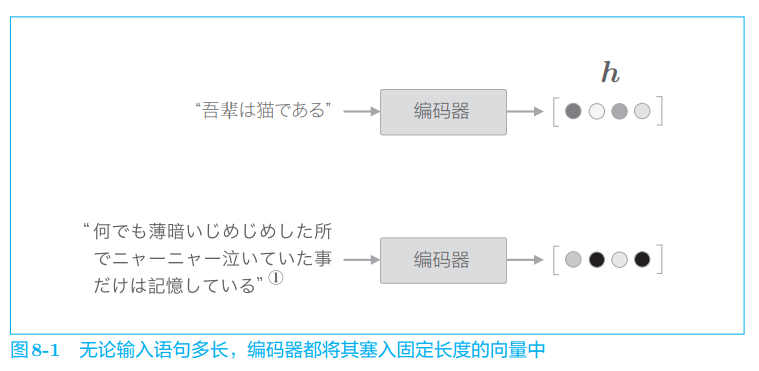 h
“吾輩は猫である”
编码器
“何でも薄暗いじめじめした所
でニャーニャー泣いていた事
だけは記憶している”①
编码器
图8-1 无论输入语句多长，编码器都将其塞入固定长度的向量中